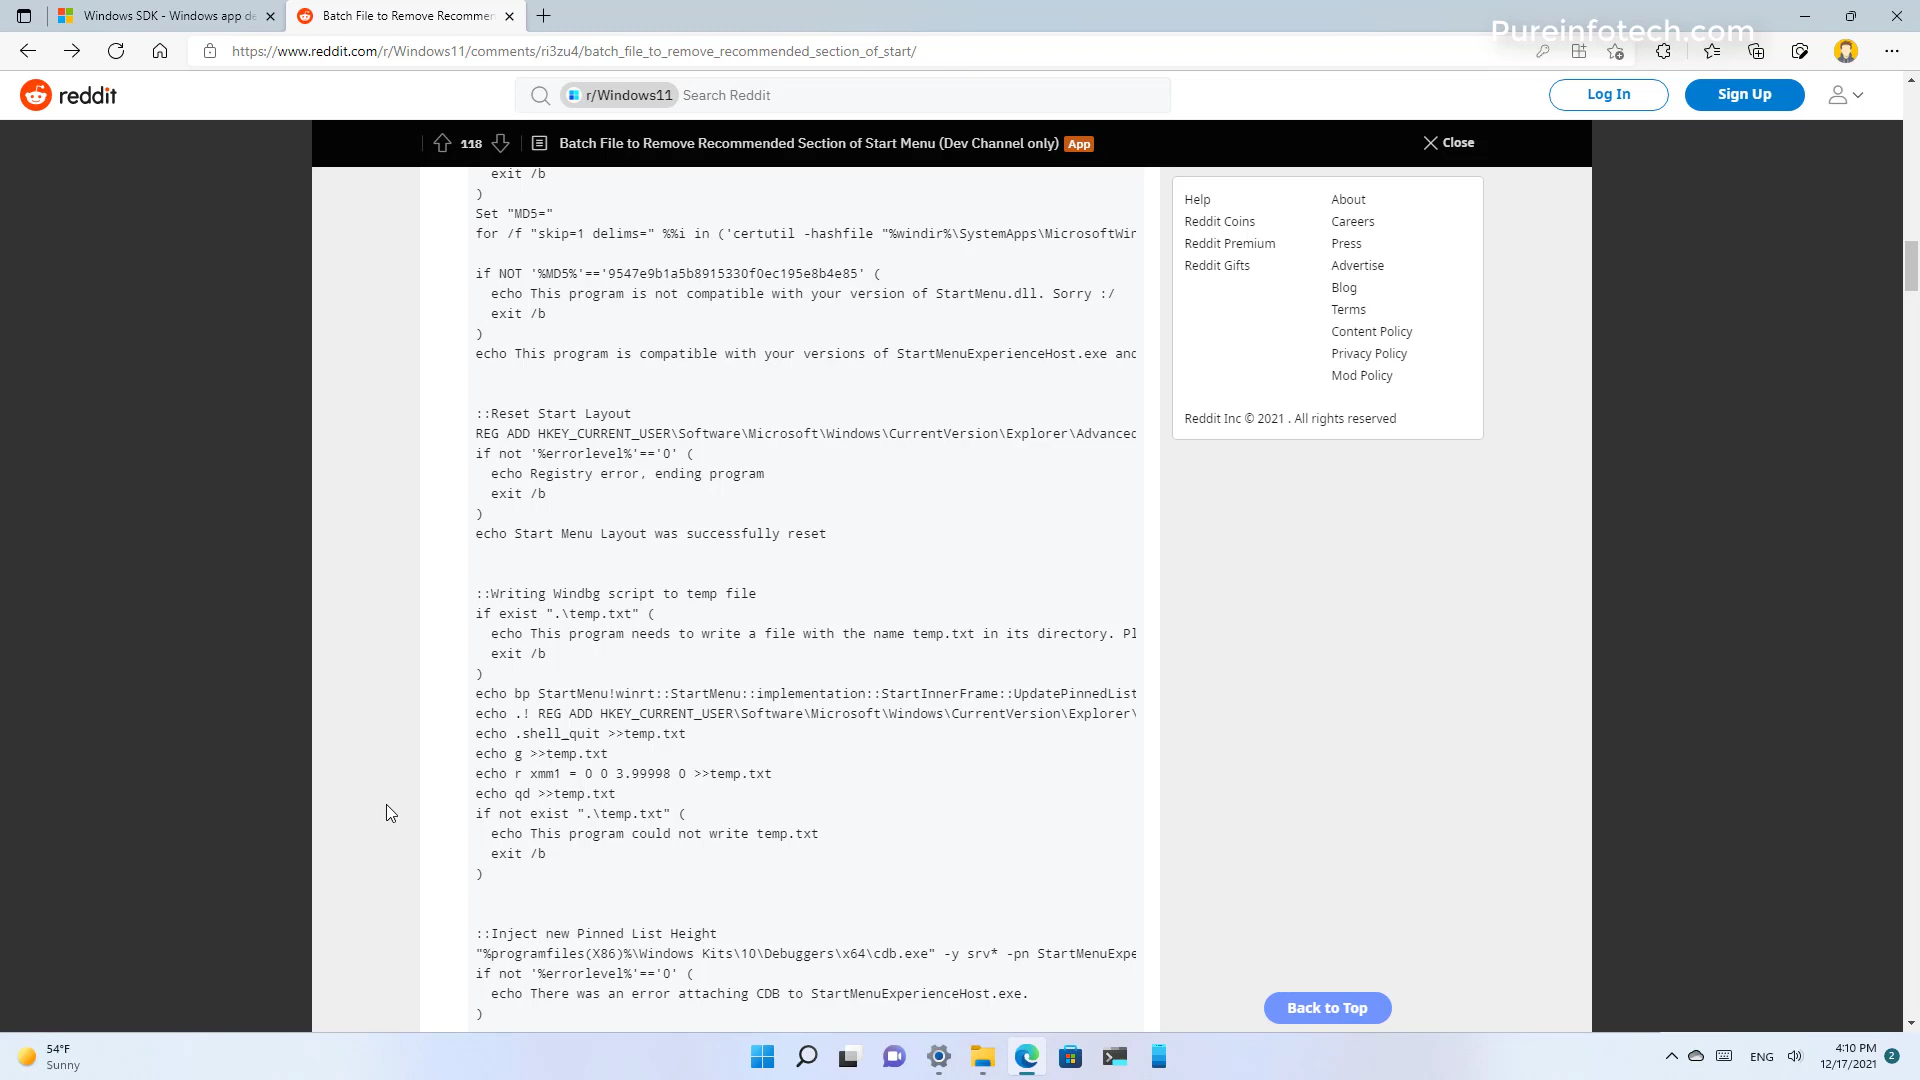 Windows SDK - Windows app de
Batch File to Remove Recommen
Pureinfotech.com
https://www.reddit.com/r/Windows11/comments/ri3zu4/batch_file_to_remove_recommended_section_of_start/
reddit
r/Windows11
Search Reddit
Log In
Sign Up
118
Batch File to Remove Recommended Section of Start Menu (Dev Channel only)
App
Close
exit /b
)
Set "MD5="
for /f "skip=1 delims=" %%i in ('certutil -hashfile "%windir%\SystemApps\MicrosoftWin
if NOT '%MD5%'=='9547e9b1a5b8915330f0ec195e8b4e85' (
echo This program is not compatible with your version of StartMenu.dll. Sorry :/
exit /b
)
echo This program is compatible with your versions of StartMenuExperienceHost.exe and
::Reset Start Layout
REG ADD HKEY_CURRENT_USER\Software\Microsoft\Windows\CurrentVersion\Explorer\Advanced
if not '%errorlevel%'=='0' (
echo Registry error, ending program
exit /b
)
echo Start Menu Layout was successfully reset
::Writing Windbg script to temp file
if exist ".\temp.txt" (
echo This program needs to write a file with the name temp.txt in its directory. Pl
exit /b
)
echo bp StartMenu!winrt::StartMenu::implementation::StartInnerFrame::UpdatePinnedList
echo .! REG ADD HKEY_CURRENT_USER\Software\Microsoft\Windows\CurrentVersion\Explorer\
echo .shell_quit >>temp.txt
echo g >>temp.txt
echo r xmm1 = 0 0 3.99998 0 >>temp.txt
echo qd >>temp.txt
if not exist ".\temp.txt" (
echo This program could not write temp.txt
exit /b
)
::Inject new Pinned List Height
"%programfiles(X86)%\Windows Kits\10\Debuggers\x64\cdb.exe" -y srv* -pn StartMenuExpe
if not '%errorlevel%'=='0' (
echo There was an error attaching CDB to StartMenuExperienceHost.exe.
)
Help
Reddit Coins
Reddit Premium
Reddit Gifts
About
Careers
Press
Advertise
Blog
Terms
Content Policy
Privacy Policy
Mod Policy
Reddit Inc © 2021 . All rights reserved
Back to Top
54°F
Sunny
ENG
4:10 PM
12/17/2021
2